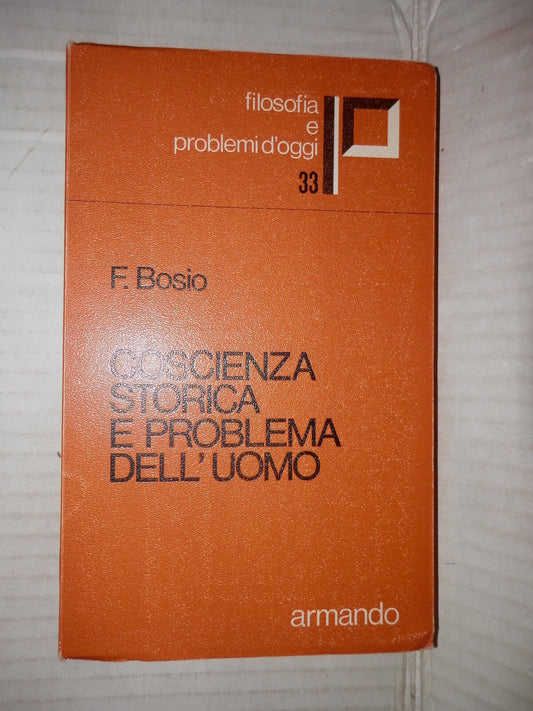 filosofia
e
problemi d'oggi
33
F. Bosio
COSCIENZA
STORICA
E PROBLEMA
DELL'UOMO
armando